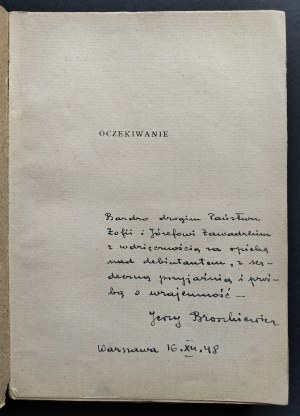 OCZEKIWANIE
Bardzo drogim Państwu
Zofii i Józefowi Zawadzkim
z wdzięcznością za opiekę
nad debiutantem, z ser-
deczną przyjaźnią i proś-
bą o wzajemność –
Jerzy Broszkiewicz
Warszawa 16.XII.48